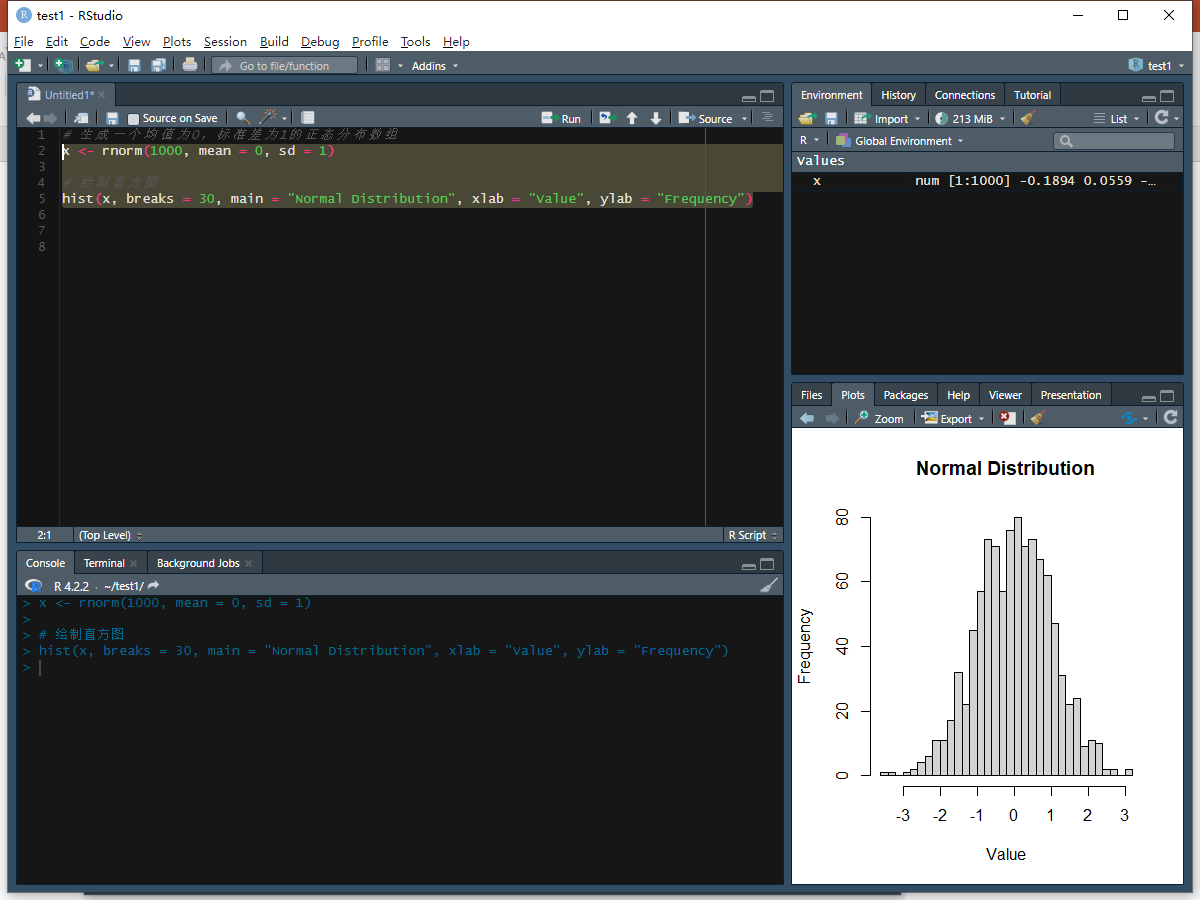 test1 - RStudio
File Edit Code View Plots Session Build Debug Profile Tools Help
Go to file/function Addins test1
Untitled1*
Source on Save Run Source
1 # 生成一个均值为0，标准差为1的正态分布数组
2 x <- rnorm(1000, mean = 0, sd = 1)
3
4 # 绘制直方图
5 hist(x, breaks = 30, main = "Normal Distribution", xlab = "Value", ylab = "Frequency")
6
7
8
2:1 (Top Level) R Script
Console Terminal Background Jobs
R 4.2.2 · ~/test1/
> x <- rnorm(1000, mean = 0, sd = 1)
>
> # 绘制直方图
> hist(x, breaks = 30, main = "Normal Distribution", xlab = "Value", ylab = "Frequency")
>
Environment History Connections Tutorial
Import 213 MiB List
R Global Environment
Values
x num [1:1000] -0.1894 0.0559 -…
Files Plots Packages Help Viewer Presentation
Zoom Export
Normal Distribution
80
60
40
20
0
Frequency
-3 -2 -1 0 1 2 3
Value